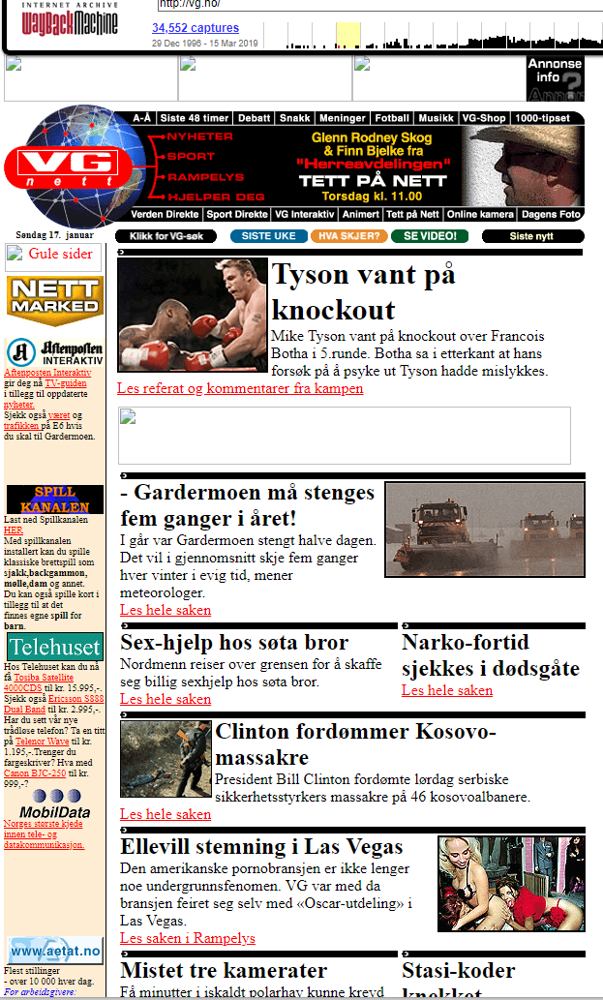 INTERNET ARCHIVE
WayBackMachine
http://vg.no/
34,552 captures
29 Dec 1996 - 15 Mar 2019
Annonse
info
A-Å
Siste 48 timer
Debatt
Snakk
Meninger
Fotball
Musikk
VG-Shop
1000-tipset
VG
nett
NYHETER
SPORT
RAMPELYS
HJELPER DEG
Glenn Rodney Skog
& Finn Bjelke fra
"Herreavdelingen"
TETT PÅ NETT
Torsdag kl. 11.00
Verden Direkte
Sport Direkte
VG Interaktiv
Animert
Tett på Nett
Online kamera
Dagens Foto
Søndag 17. januar
Klikk for VG-søk
SISTE UKE
HVA SKJER?
SE VIDEO!
Siste nytt
Gule sider
NETT
MARKED
Aftenposten
INTERAKTIV
Aftenposten Interaktiv
gir deg nå TV-guiden
i tillegg til oppdaterte
nyheter.
Sjekk også været og
trafikken på E6 hvis
du skal til Gardermoen.
SPILL
KANALEN
Last ned Spillkanalen
HER.
Med spillkanalen
installert kan du spille
klassiske brettspill som
sjakk,backgammon,
mølle,dam og annet.
Du kan også spille kort i
tillegg til at det
finnes egne spill for
barn.
Telehuset
Hos Telehuset kan du nå
få Tosiba Satellite
4000CDS til kr. 15.995,-.
Sjekk også Ericsson S888
Dual Band til kr. 2.995,-.
Har du sett vår nye
trådløse telefon? Ta en titt
på Telenor Wave til kr.
1.195,-.Trenger du
fargeskriver? Hva med
Canon BJC-250 til kr.
999,-?
MobilData
Norges største kjede
innen tele- og
datakommunikasjon.
www.aetat.no
Flest stillinger
- over 10 000 hver dag.
For arbeidsgivere:
Tyson vant på
knockout
Mike Tyson vant på knockout over Francois
Botha i 5.runde. Botha sa i etterkant at hans
forsøk på å psyke ut Tyson hadde mislykkes.
Les referat og kommentarer fra kampen
- Gardermoen må stenges
fem ganger i året!
I går var Gardermoen stengt halve dagen.
Det vil i gjennomsnitt skje fem ganger
hver vinter i evig tid, mener
meteorologer.
Les hele saken
Sex-hjelp hos søta bror
Nordmenn reiser over grensen for å skaffe
seg billig sexhjelp hos søta bror.
Les hele saken
Narko-fortid
sjekkes i dødsgåte
Les hele saken
Clinton fordømmer Kosovo-
massakre
President Bill Clinton fordømte lørdag serbiske
sikkerhetsstyrkers massakre på 46 kosovoalbanere.
Les hele saken
Ellevill stemning i Las Vegas
Den amerikanske pornobransjen er ikke lenger
noe undergrunnsfenomen. VG var med da
bransjen feiret seg selv med «Oscar-utdeling» i
Las Vegas.
Les saken i Rampelys
Mistet tre kamerater
Få minutter i iskaldt polarhav kunne krevd
Stasi-koder
knekket